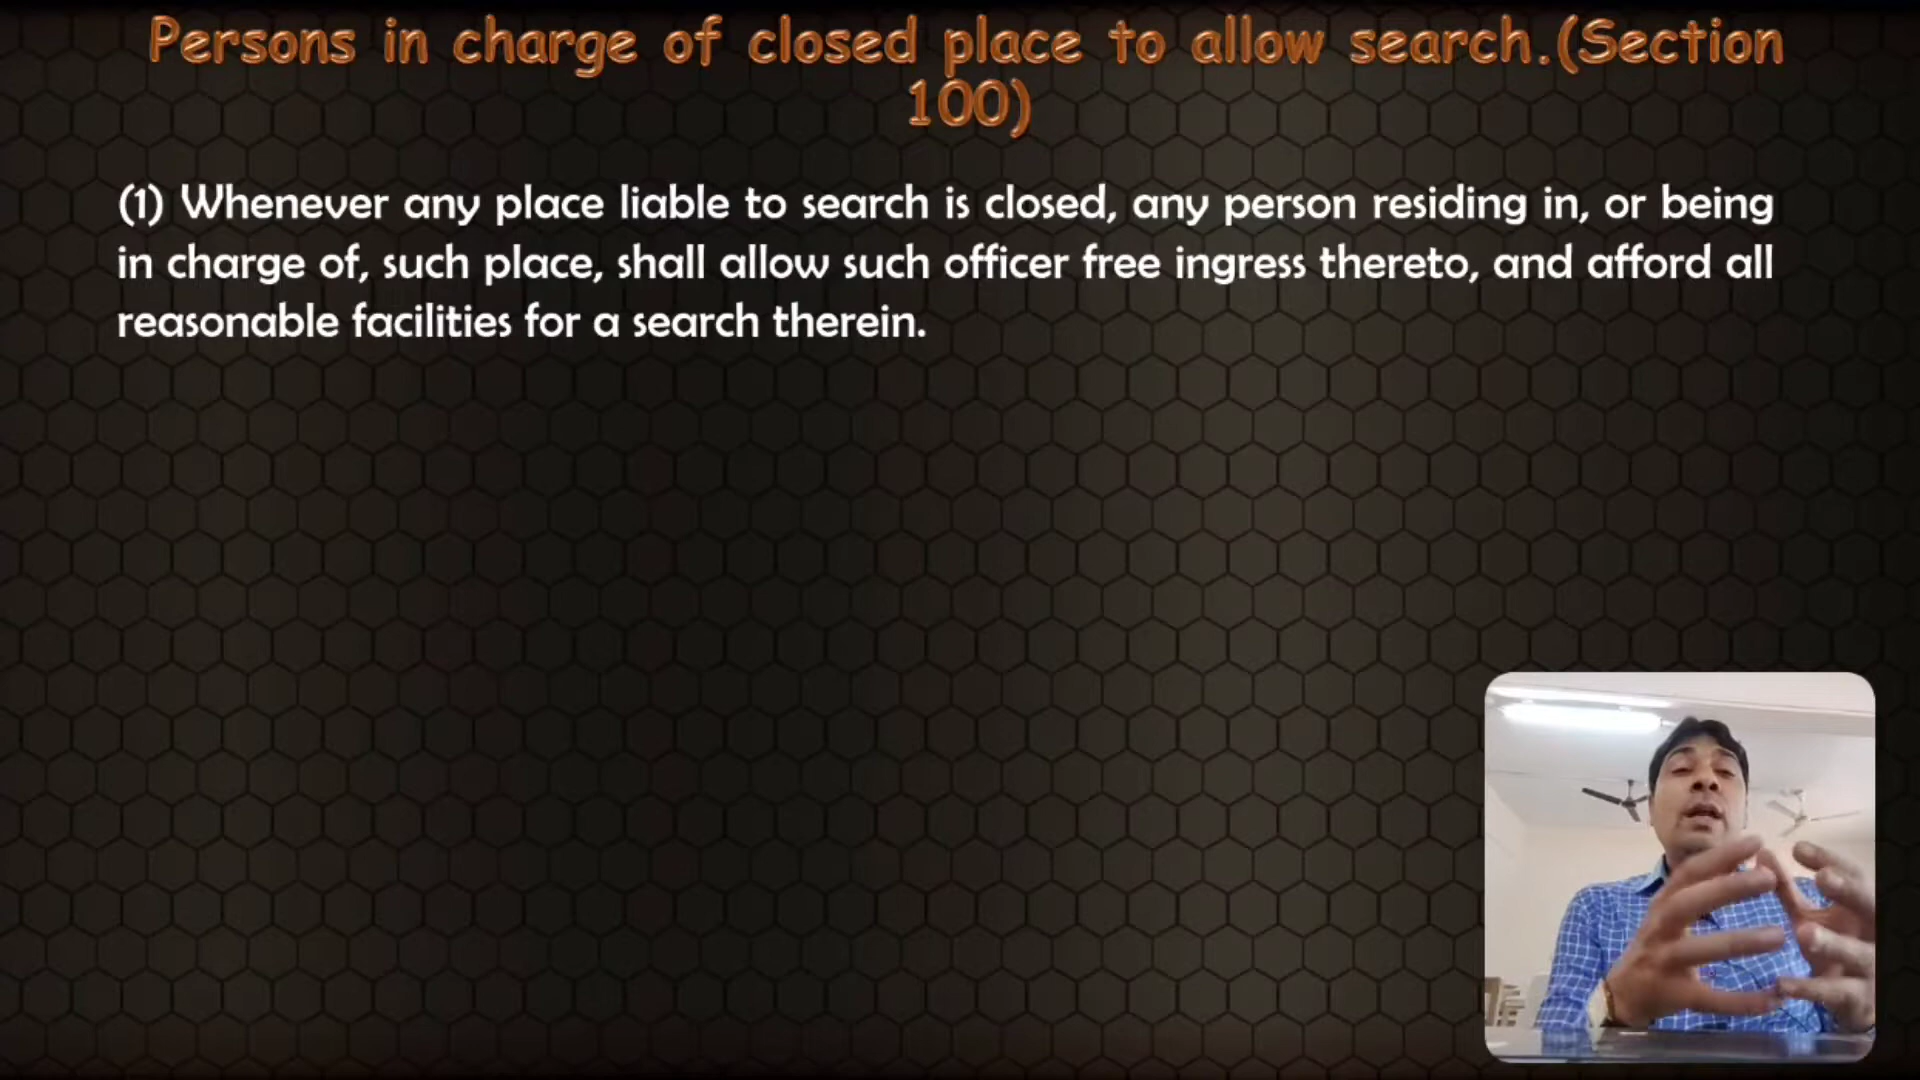 Persons in charge of closed place to allow search.(Section
100)
(1) Whenever any place liable to search is closed, any person residing in, or being
in charge of, such place, shall allow such officer free ingress thereto, and afford all
reasonable facilities for a search therein.